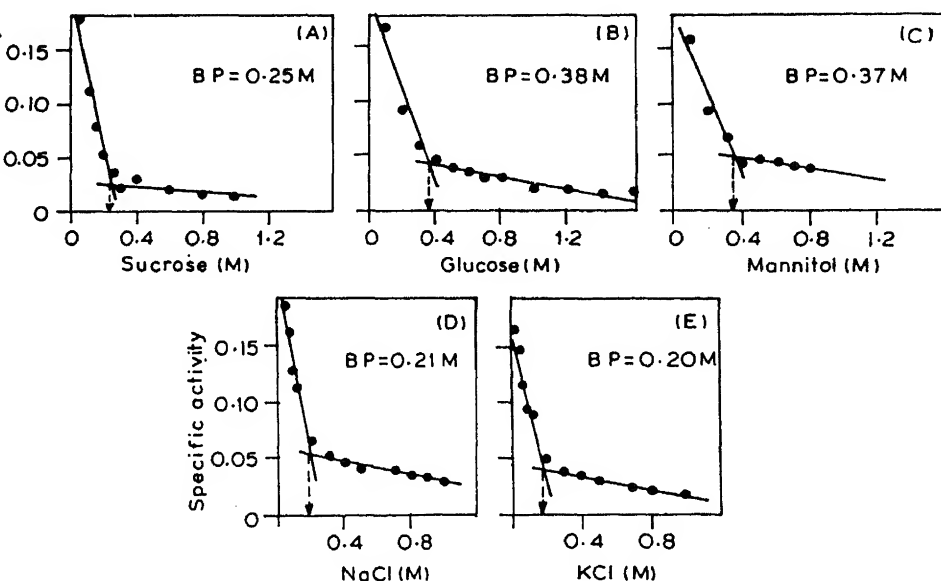 (A)
BP=0.25M
0.15
0.10
0.05
0
0 0.4 0.8 1.2
Sucrose (M)
(B)
BP=0.38M
0 0.4 0.8 1.2
Glucose(M)
(C)
BP=0.37M
0 0.4 0.8 1.2
Mannitol (M)
Specific activity
(D)
BP=0.21M
0.15
0.10
0.05
0
0.4 0.8
NaCl (M)
(E)
BP=0.20M
0.4 0.8
KCl (M)